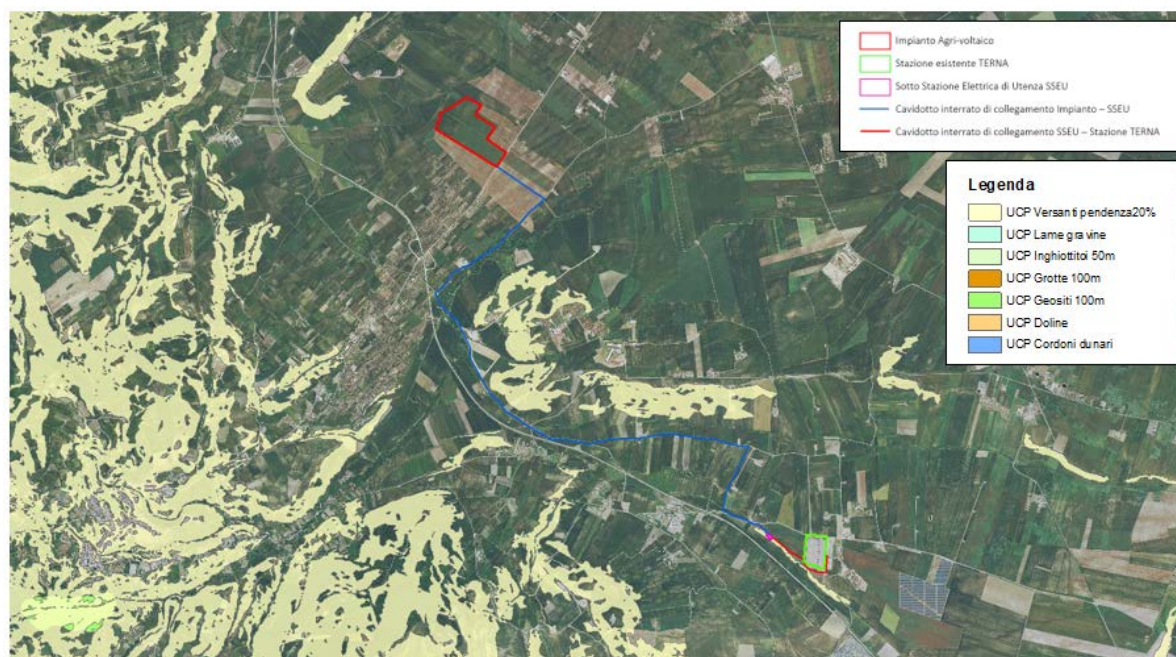 Impianto Agri-voltaico
Stazione esistente TERNA
Sotto Stazione Elettrica di Utenza SSEU
Cavidotto interrato di collegamento Impianto – SSEU
Cavidotto interrato di collegamento SSEU – Stazione TERNA
Legenda
UCP Versanti pendenza20%
UCP Lame gravine
UCP Inghiottitoi 50m
UCP Grotte 100m
UCP Geositi 100m
UCP Doline
UCP Cordoni dunari